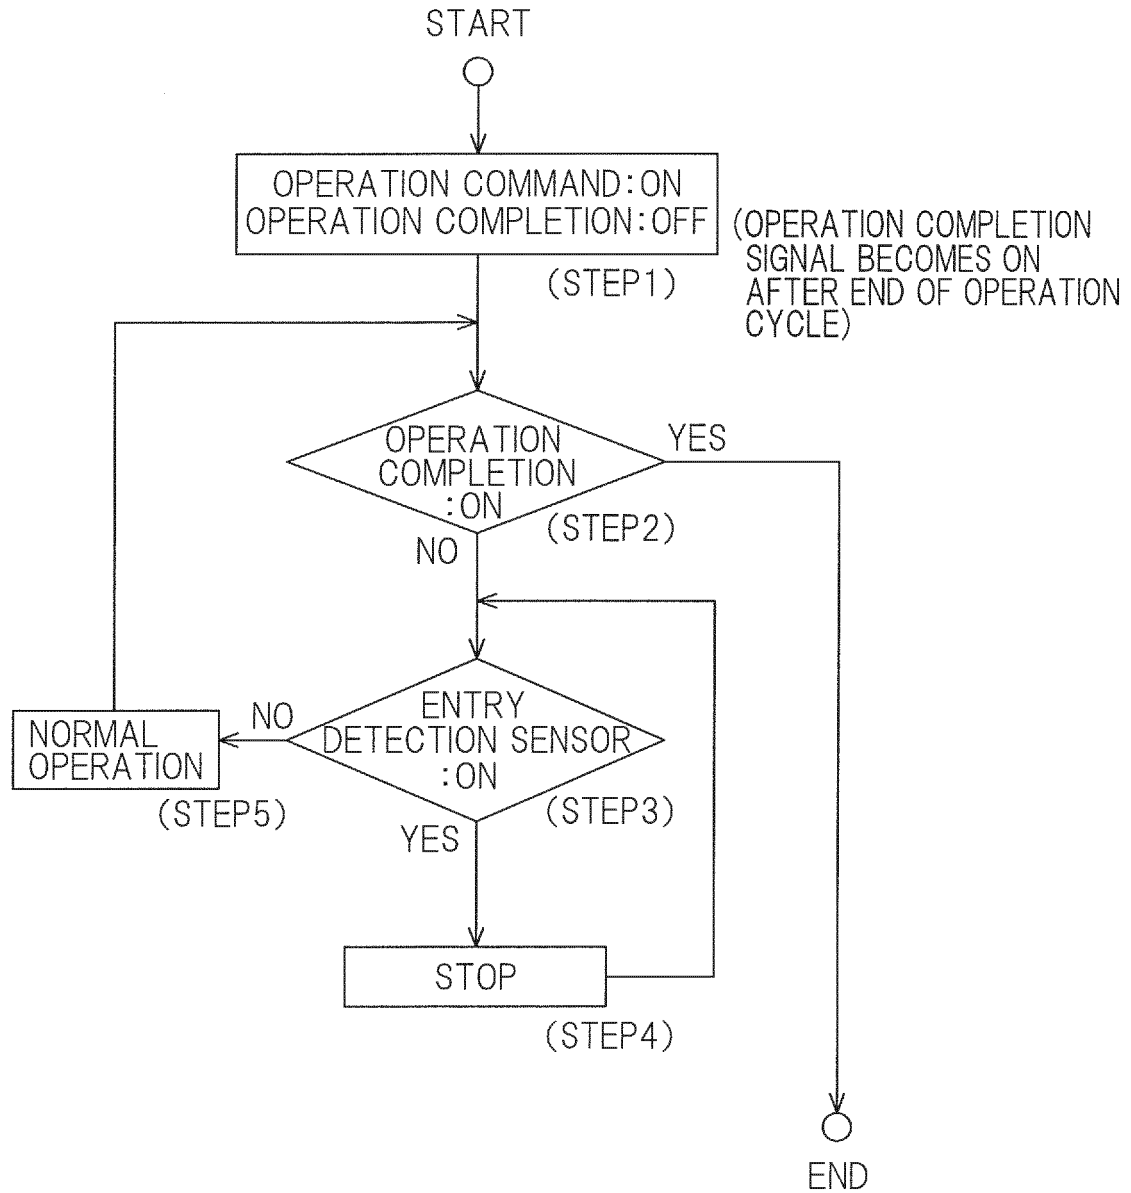 START
OPERATION COMMAND:ON
OPERATION COMPLETION:OFF
(STEP1)
(OPERATION COMPLETION
SIGNAL BECOMES ON
AFTER END OF OPERATION
CYCLE)
OPERATION
COMPLETION
:ON
(STEP2)
YES
NO
ENTRY
DETECTION SENSOR
:ON
(STEP3)
NO
NORMAL
OPERATION
(STEP5)
YES
STOP
(STEP4)
END